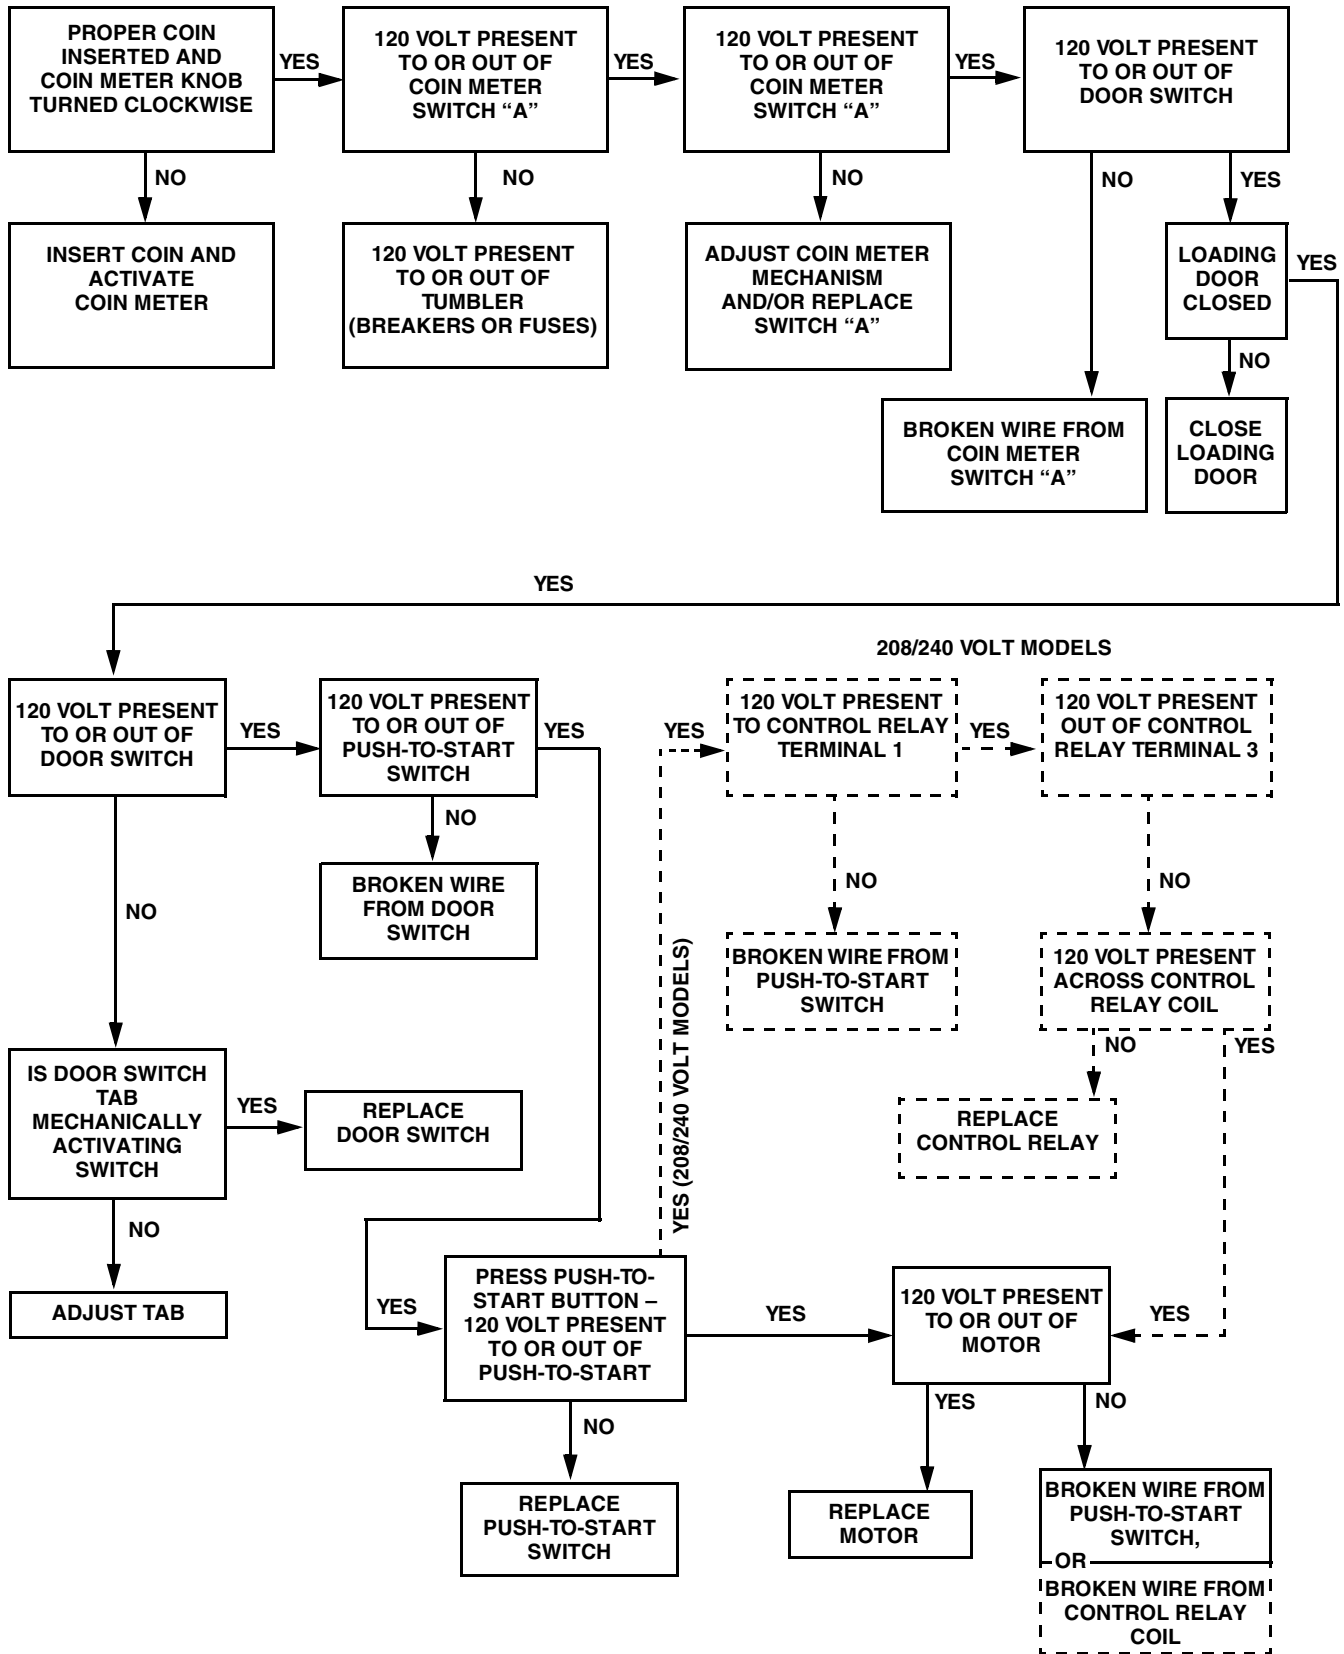 PROPER COIN
INSERTED AND
COIN METER KNOB
TURNED CLOCKWISE
YES
120 VOLT PRESENT
TO OR OUT OF
COIN METER
SWITCH “A”
YES
120 VOLT PRESENT
TO OR OUT OF
COIN METER
SWITCH “A”
YES
120 VOLT PRESENT
TO OR OUT OF
DOOR SWITCH
NO
NO
NO
NO
YES
INSERT COIN AND
ACTIVATE
COIN METER
120 VOLT PRESENT
TO OR OUT OF
TUMBLER
(BREAKERS OR FUSES)
ADJUST COIN METER
MECHANISM
AND/OR REPLACE
SWITCH “A”
LOADING
DOOR
CLOSED
YES
NO
BROKEN WIRE FROM
COIN METER
SWITCH “A”
CLOSE
LOADING
DOOR
YES
208/240 VOLT MODELS
120 VOLT PRESENT
TO OR OUT OF
DOOR SWITCH
YES
120 VOLT PRESENT
TO OR OUT OF
PUSH-TO-START
SWITCH
YES
YES
120 VOLT PRESENT
TO CONTROL RELAY
TERMINAL 1
YES
120 VOLT PRESENT
OUT OF CONTROL
RELAY TERMINAL 3
NO
NO
NO
NO
BROKEN WIRE
FROM DOOR
SWITCH
YES (208/240 VOLT MODELS)
BROKEN WIRE FROM
PUSH-TO-START
SWITCH
120 VOLT PRESENT
ACROSS CONTROL
RELAY COIL
NO
YES
IS DOOR SWITCH
TAB
MECHANICALLY
ACTIVATING
SWITCH
YES
REPLACE
DOOR SWITCH
REPLACE
CONTROL RELAY
NO
ADJUST TAB
YES
PRESS PUSH-TO-
START BUTTON –
120 VOLT PRESENT
TO OR OUT OF
PUSH-TO-START
YES
120 VOLT PRESENT
TO OR OUT OF
MOTOR
YES
NO
YES
NO
REPLACE
PUSH-TO-START
SWITCH
REPLACE
MOTOR
BROKEN WIRE FROM
PUSH-TO-START
SWITCH,
OR
BROKEN WIRE FROM
CONTROL RELAY
COIL